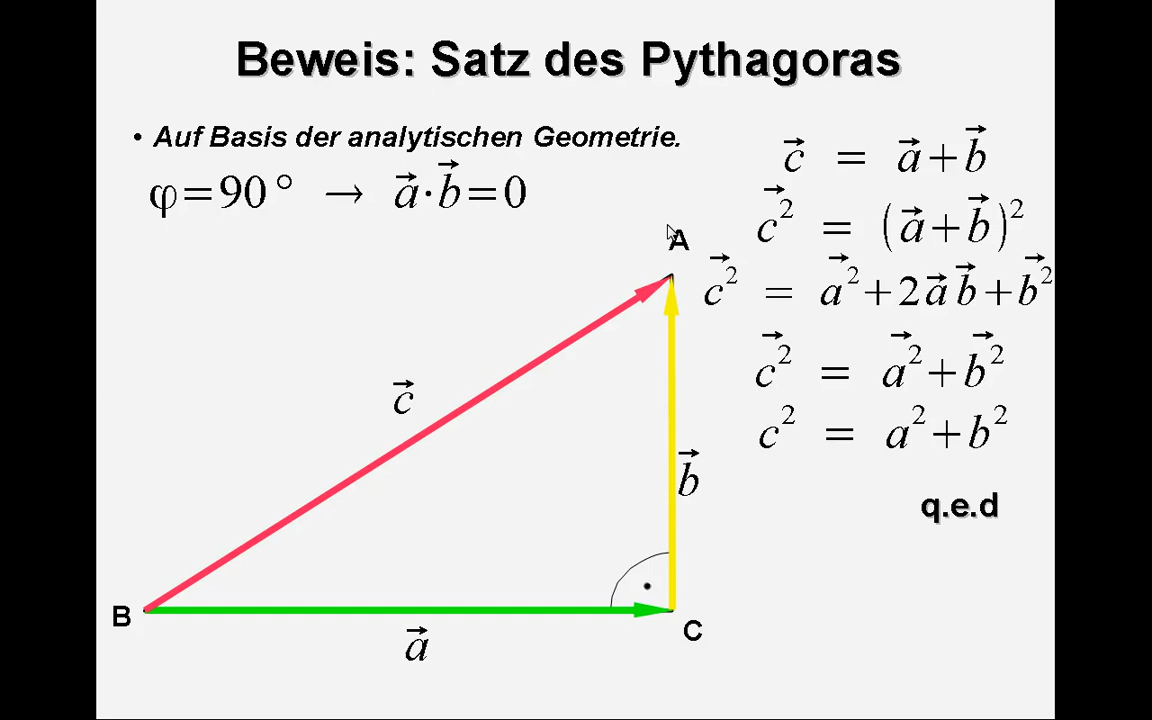 Beweis: Satz des Pythagoras
• Auf Basis der analytischen Geometrie.
φ=90° → a⃗·b⃗=0
c⃗ = a⃗+b⃗
c⃗² = (a⃗+b⃗)²
c⃗² = a⃗²+2a⃗b⃗+b⃗²
c⃗² = a⃗²+b⃗²
c² = a²+b²
q.e.d
A
c⃗
b⃗
B
C
a⃗